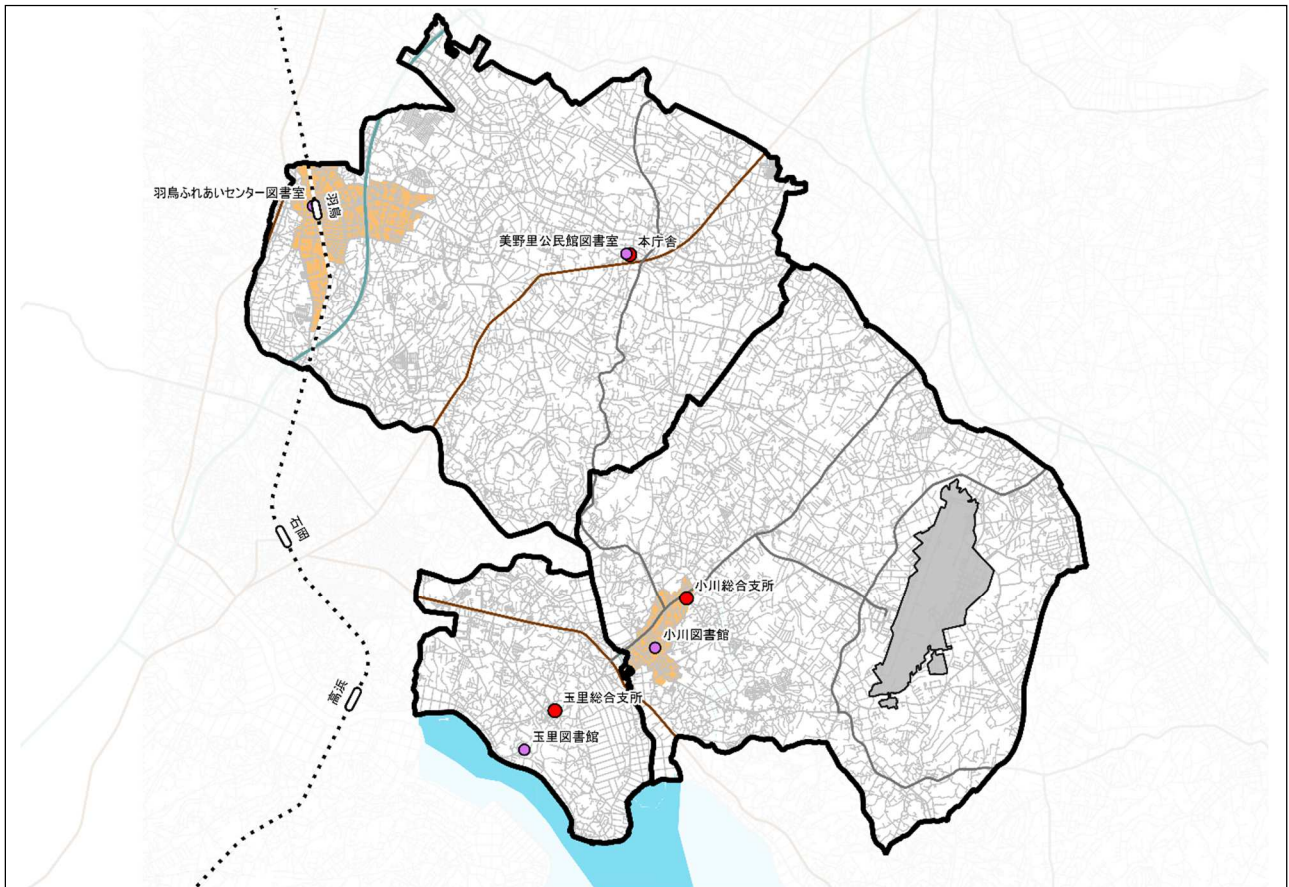 羽鳥ふれあいセンター図書室
羽鳥
美野里公民館図書室
本庁舎
石岡
小川総合支所
小川図書館
高浜
玉里総合支所
玉里図書館